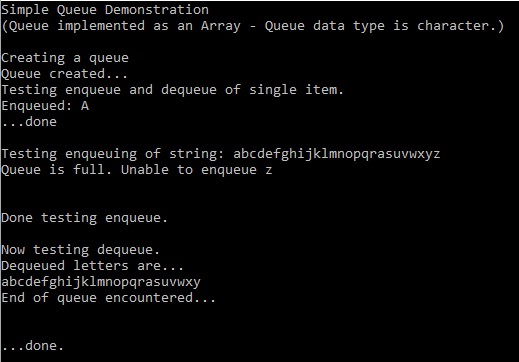 Simple Queue Demonstration
(Queue implemented as an Array - Queue data type is character.)
Creating a queue
Queue created...
Testing enqueue and dequeue of single item.
Enqueued: A
...done
Testing enqueuing of string: abcdefghijklmnopqrasuvwxyz
Queue is full. Unable to enqueue z
Done testing enqueue.
Now testing dequeue.
Dequeued letters are...
abcdefghijklmnopqrasuvwxy
End of queue encountered...
...done.